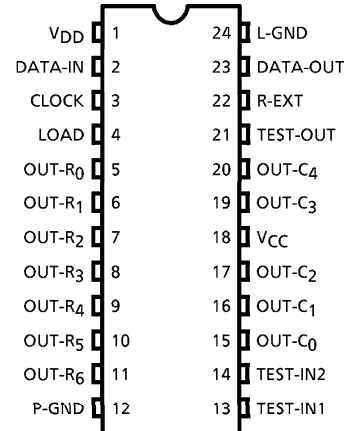 VDD 1 24 L-GND
DATA-IN 2 23 DATA-OUT
CLOCK 3 22 R-EXT
LOAD 4 21 TEST-OUT
OUT-R0 5 20 OUT-C4
OUT-R1 6 19 OUT-C3
OUT-R2 7 18 VCC
OUT-R3 8 17 OUT-C2
OUT-R4 9 16 OUT-C1
OUT-R5 10 15 OUT-C0
OUT-R6 11 14 TEST-IN2
P-GND 12 13 TEST-IN1